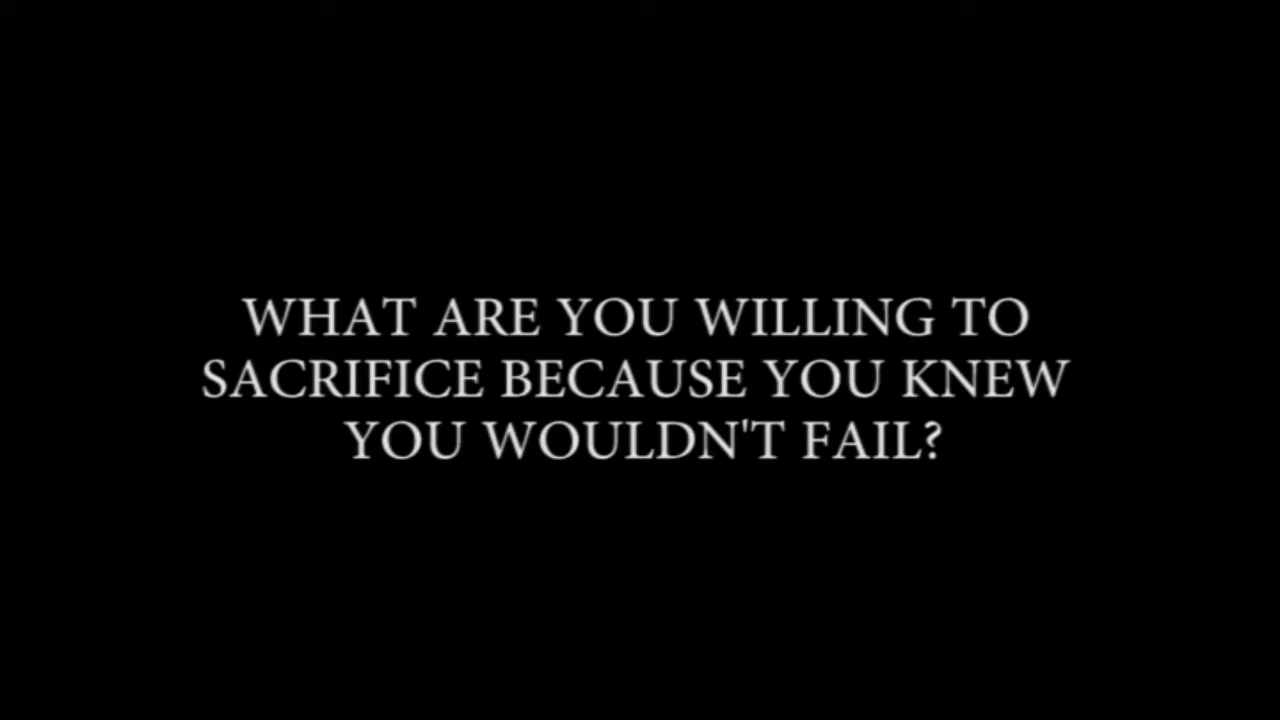 WHAT ARE YOU WILLING TO
SACRIFICE BECAUSE YOU KNEW
YOU WOULDN'T FAIL?